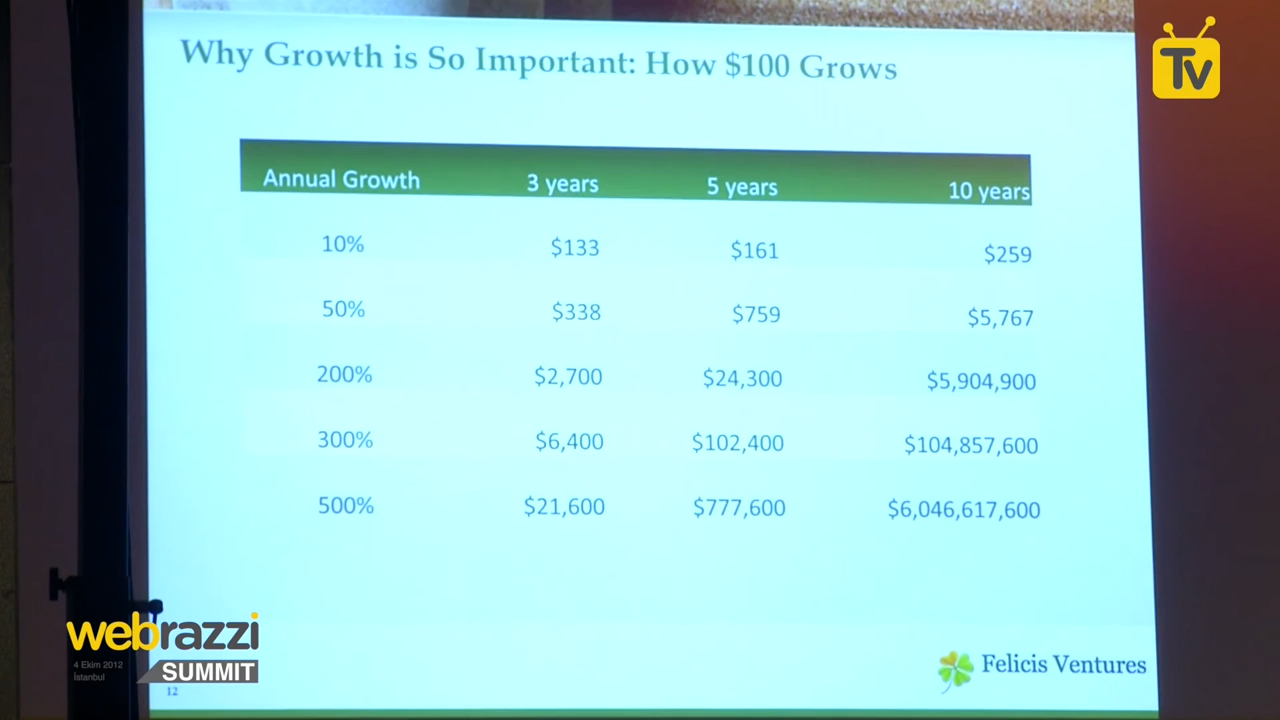 Why Growth is So Important: How $100 Grows
TV
Annual Growth 3 years 5 years 10 years
10% $133 $161 $259
50% $338 $759 $5,767
200% $2,700 $24,300 $5,904,900
300% $6,400 $102,400 $104,857,600
500% $21,600 $777,600 $6,046,617,600
webrazzi
4 Ekim 2012
İstanbul
SUMMIT
Felicis Ventures
12